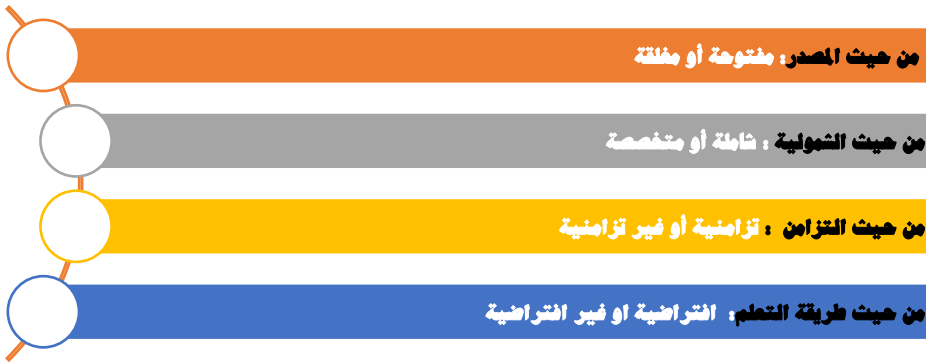 من حيث المصدر: مفتوحة أو مغلقة
من حيث الشمولية : شاملة أو متخصصة
من حيث التزامن : تزامنية أو غير تزامنية
من حيث طريقة التعلم: افتراضية او غير افتراضية